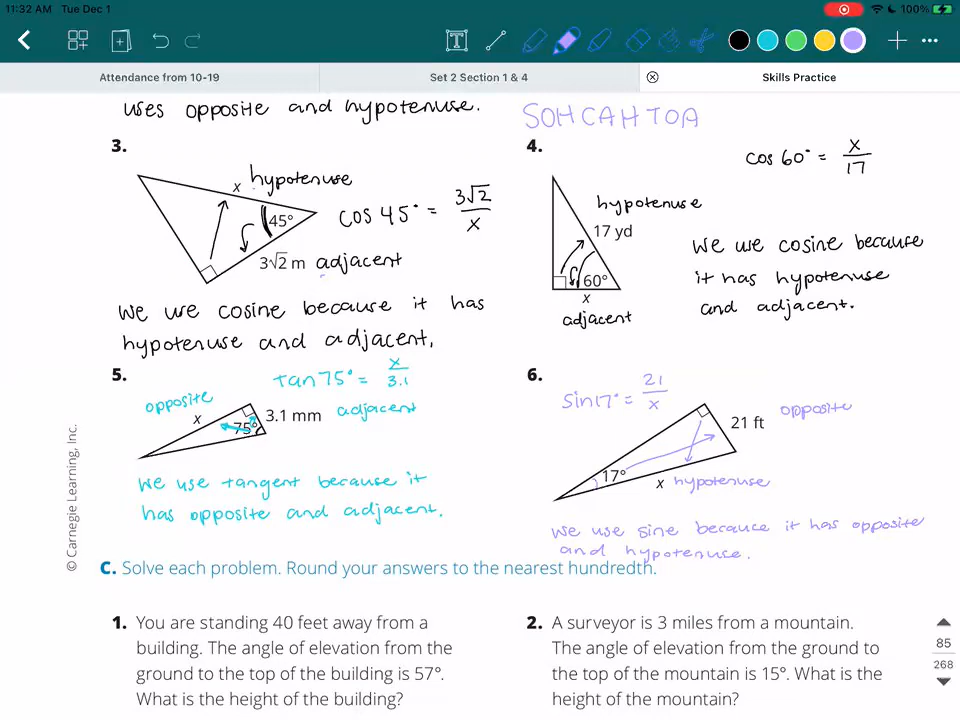 11:32 AM Tue Dec 1
100%
Attendance from 10-19
Set 2 Section 1 & 4
Skills Practice
uses opposite and hypotenuse.
SOHCAHTOA
3.
x hypotenuse
45°
cos 45° = 3√2 / x
3√2 m adjacent
We use cosine because it has
hypotenuse and adjacent.
4.
cos 60° = x / 17
hypotenuse
17 yd
60°
x
adjacent
We use cosine because
it has hypotenuse
and adjacent.
5.
tan 75° = x / 3.1
opposite
x
75°
3.1 mm adjacent
We use tangent because it
has opposite and adjacent.
6.
sin 17° = 21 / x
opposite
21 ft
17°
x hypotenuse
We use sine because it has opposite
and hypotenuse.
© Carnegie Learning, Inc.
C. Solve each problem. Round your answers to the nearest hundredth.
1. You are standing 40 feet away from a
building. The angle of elevation from the
ground to the top of the building is 57°.
What is the height of the building?
2. A surveyor is 3 miles from a mountain.
The angle of elevation from the ground to
the top of the mountain is 15°. What is the
height of the mountain?
85
268